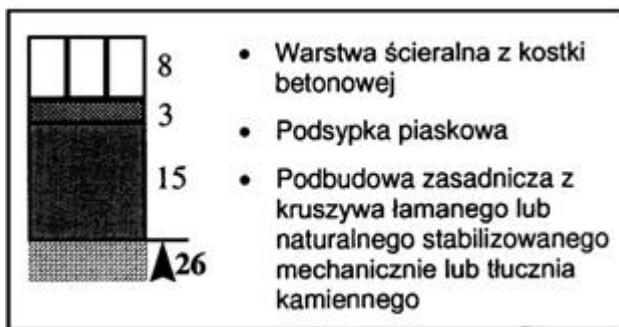 8
3
15
26
• Warstwa ścieralna z kostki
betonowej
• Podsypka piaskowa
• Podbudowa zasadnicza z
kruszywa łamanego lub
naturalnego stabilizowanego
mechanicznie lub tłucznia
kamiennego